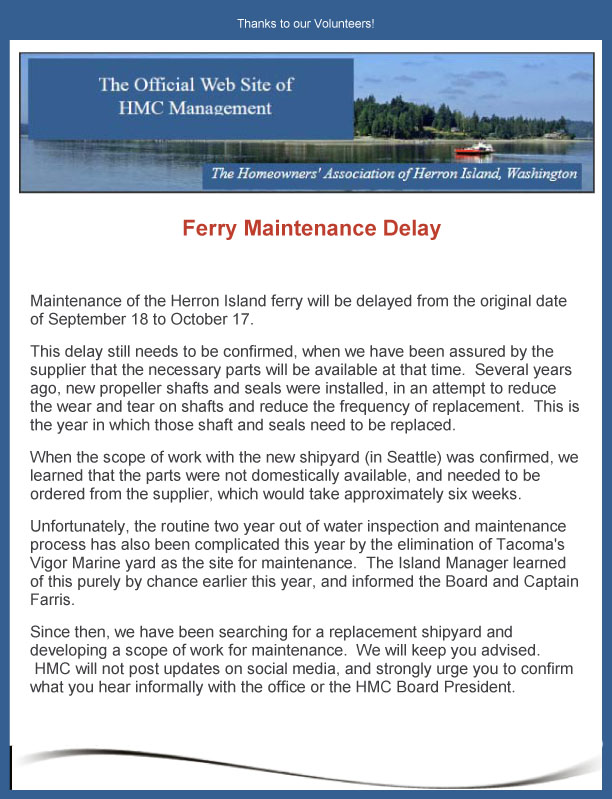 Thanks to our Volunteers!
The Official Web Site of
HMC Management
The Homeowners' Association of Herron Island, Washington
Ferry Maintenance Delay
Maintenance of the Herron Island ferry will be delayed from the original date
of September 18 to October 17.
This delay still needs to be confirmed, when we have been assured by the
supplier that the necessary parts will be available at that time.  Several years
ago, new propeller shafts and seals were installed, in an attempt to reduce
the wear and tear on shafts and reduce the frequency of replacement.  This is
the year in which those shaft and seals need to be replaced.
When the scope of work with the new shipyard (in Seattle) was confirmed, we
learned that the parts were not domestically available, and needed to be
ordered from the supplier, which would take approximately six weeks.
Unfortunately, the routine two year out of water inspection and maintenance
process has also been complicated this year by the elimination of Tacoma's
Vigor Marine yard as the site for maintenance.  The Island Manager learned
of this purely by chance earlier this year, and informed the Board and Captain
Farris.
Since then, we have been searching for a replacement shipyard and
developing a scope of work for maintenance.  We will keep you advised.
HMC will not post updates on social media, and strongly urge you to confirm
what you hear informally with the office or the HMC Board President.